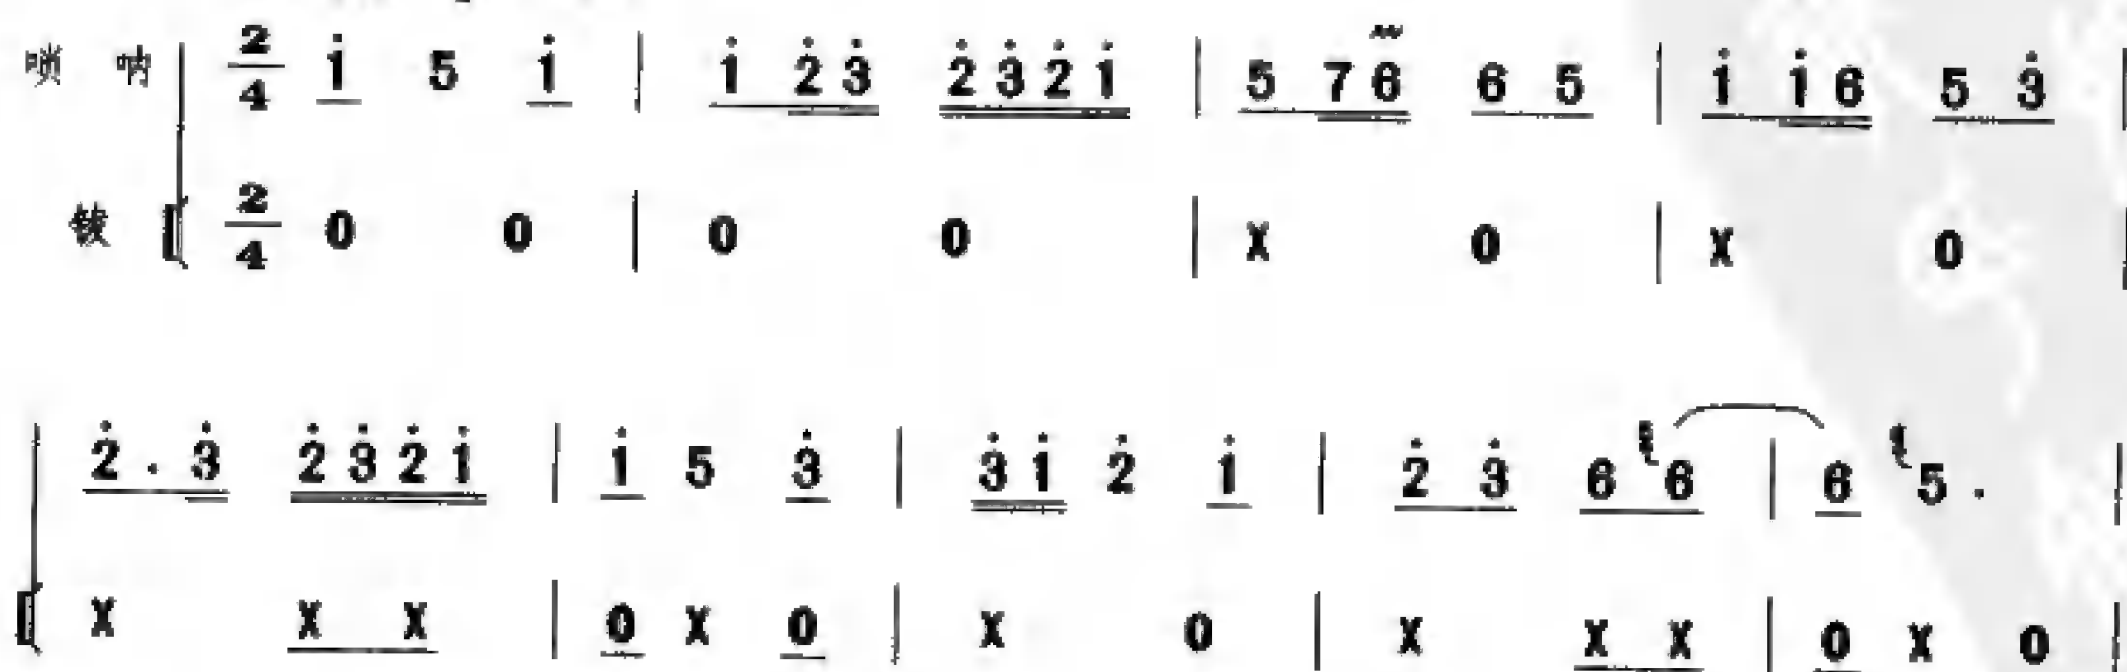 唢 呐 2/4 i̇ 5 i̇ | i̇ 2̇ 3̇ 2̇ 3̇ 2̇ i̇ | 5 7 6 6 5 | i̇ i̇ 6 5 3̇ |
钹 2/4 0 0 | 0 0 | X 0 | X 0 |
2̇ . 3̇ 2̇ 3̇ 2̇ i̇ | i̇ 5 3̇ | 3̇ i̇ 2̇ i̇ | 2̇ 3̇ 6 6 | 6 5 . |
X X X | 0 X 0 | X 0 | X X X | 0 X 0 |